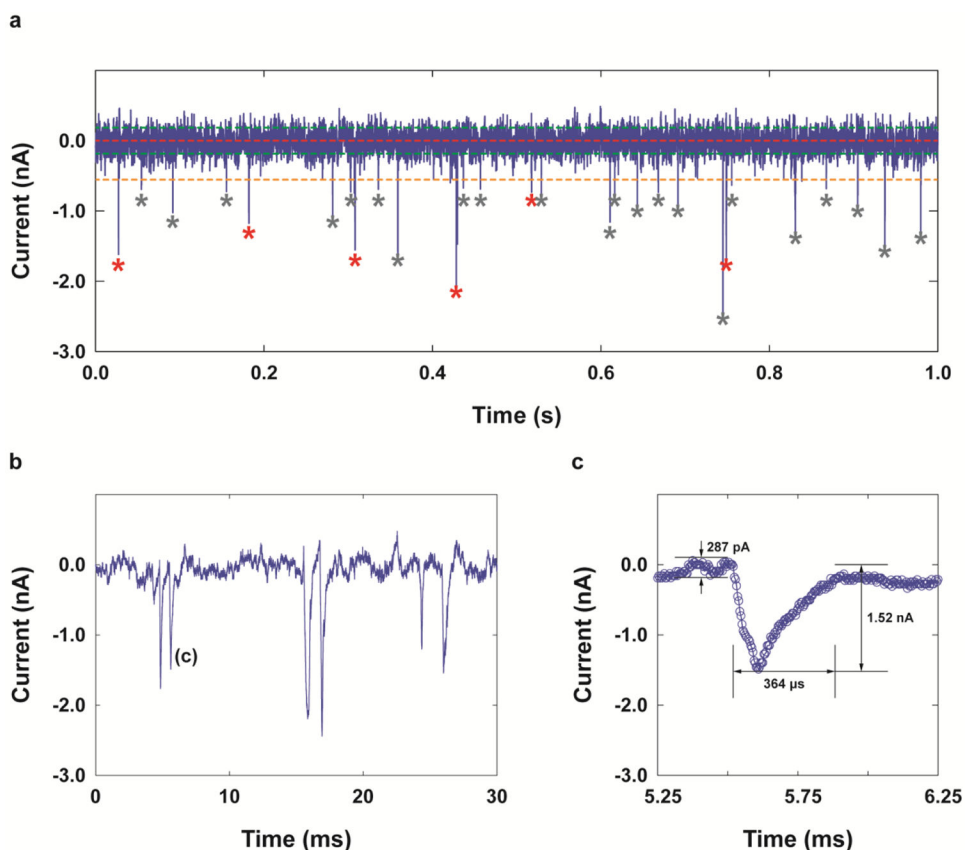 a
Current (nA)
0.0
-1.0
-2.0
-3.0
0.0 0.2 0.4 0.6 0.8 1.0
Time (s)
b
Current (nA)
0.0
-1.0
-2.0
-3.0
(c)
0 10 20 30
Time (ms)
c
Current (nA)
0.0
-1.0
-2.0
-3.0
287 pA
1.52 nA
364 µs
5.25 5.75 6.25
Time (ms)